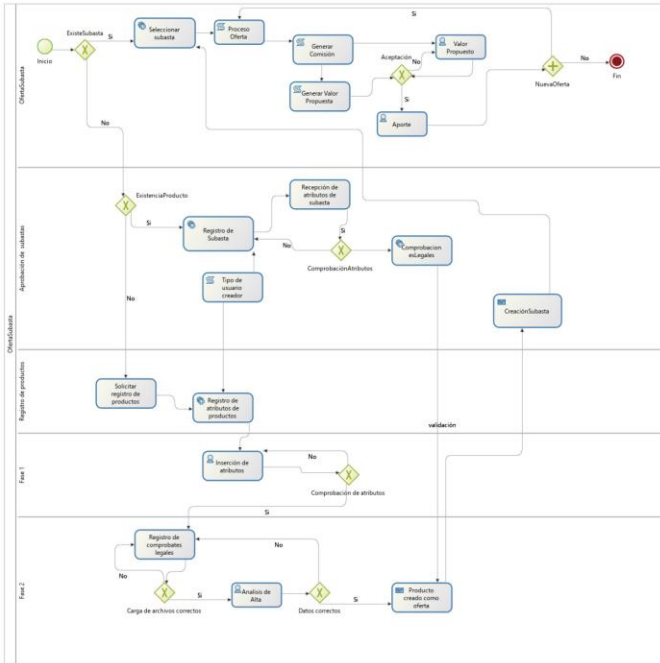 OfertaSubasta
OfertaSubasta
Inicio
ExisteSubasta
Si
Seleccionar
subasta
Proceso
Oferta
Si
Generar
Comisión
Generar Valor
Propuesta
Aceptación
No
Si
Valor
Propuesto
Aporte
NuevaOferta
No
Fin
No
Aprobación de subastas
ExistenciaProducto
Si
Registro de
Subasta
Recepción de
atributos de
subasta
Si
No
ComprobaciónAtributos
Comprobacion
esLegales
Tipo de
usuario
creador
CreaciónSubasta
No
Registro de productos
Solicitar
registro de
productos
Registro de
atributos de
productos
validación
Fase 1
Inserción de
atributos
No
Comprobación de atributos
Si
Fase 2
Registro de
comprobates
legales
No
No
Carga de archivos correctos
Si
Analisis de
Alta
Datos correctos
Si
Producto
creado como
oferta